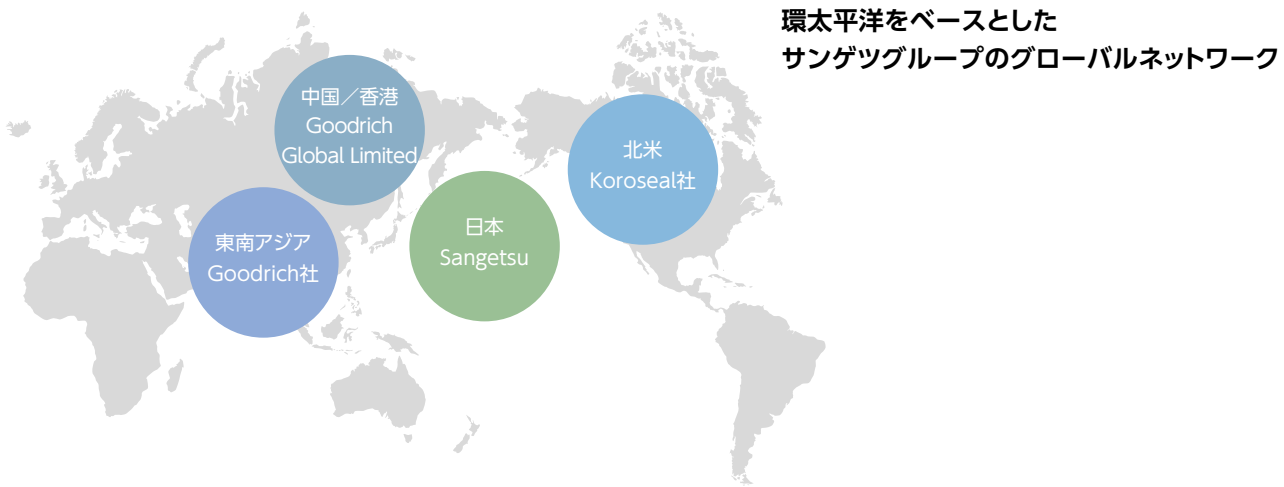 環太平洋をベースとした
サンゲツグループのグローバルネットワーク
中国／香港
Goodrich
Global Limited
北米
Koroseal社
日本
Sangetsu
東南アジア
Goodrich社